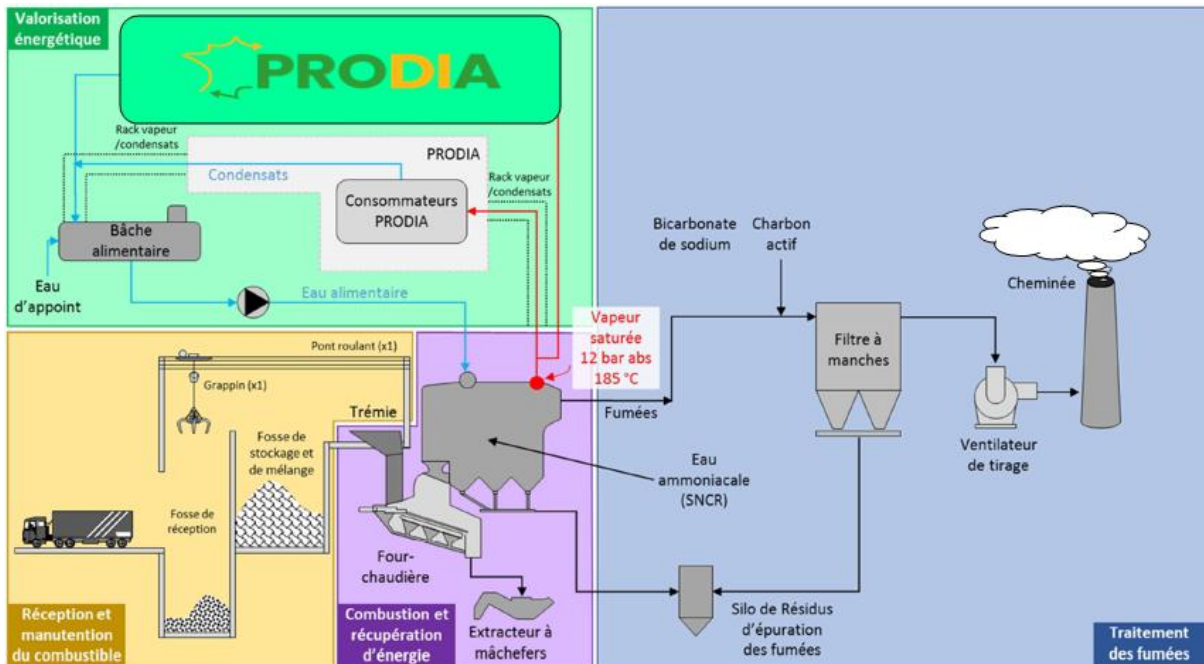 Valorisation
énergétique
PRODIA
Rack vapeur
/condensats
PRODIA
Condensats
Rack vapeur
/condensats
Consommateurs
PRODIA
Bâche
alimentaire
Eau
d'appoint
Eau alimentaire
Vapeur
saturée
12 bar abs
185 °C
Bicarbonate
de sodium
Charbon
actif
Cheminée
Filtre à
manches
Fumées
Ventilateur
de tirage
Pont roulant (x1)
Grappin (x1)
Trémie
Fosse de
stockage et
de mélange
Fosse de
réception
Eau
ammoniacale
(SNCR)
Four-
chaudière
Extracteur à
mâchefers
Silo de Résidus
d'épuration
des fumées
Réception et
manutention
du combustible
Combustion et
récupération
d'énergie
Traitement
des fumées